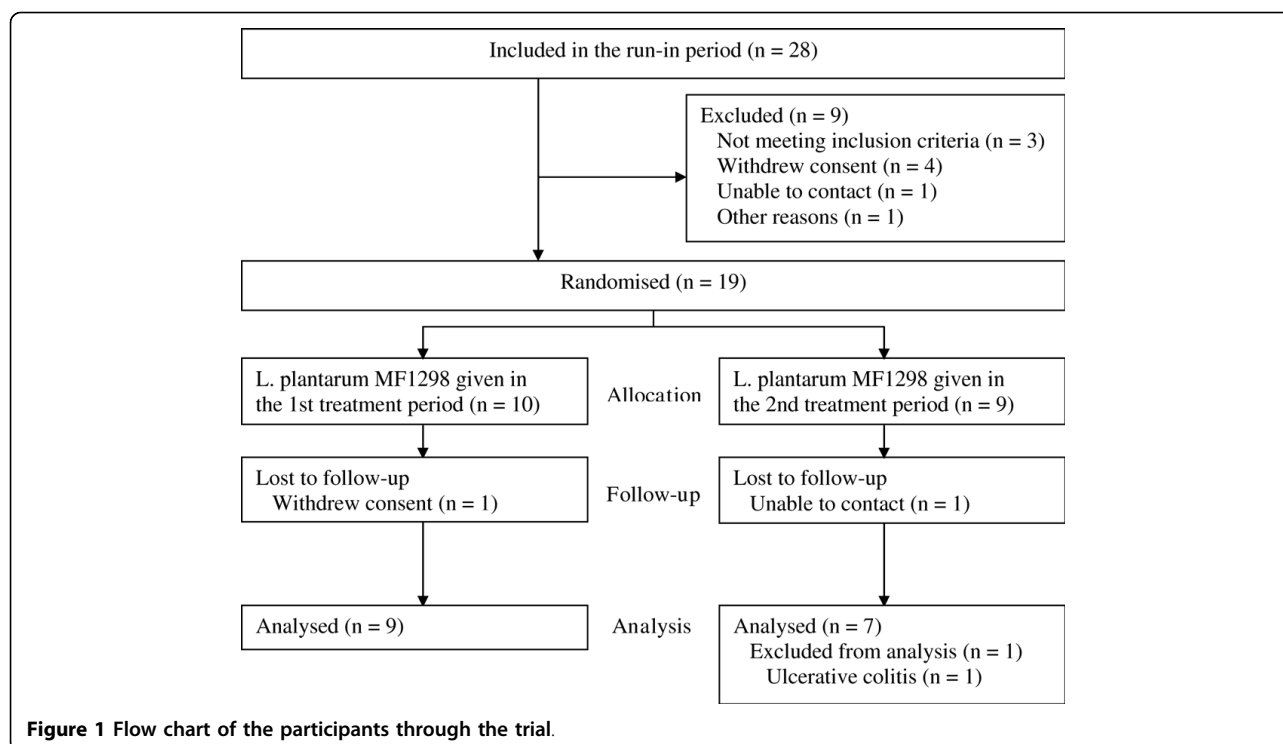 Included in the run-in period (n = 28)
Excluded (n = 9)
Not meeting inclusion criteria (n = 3)
Withdrew consent (n = 4)
Unable to contact (n = 1)
Other reasons (n = 1)
Randomised (n = 19)
L. plantarum MF1298 given in
the 1st treatment period (n = 10)
Allocation
L. plantarum MF1298 given in
the 2nd treatment period (n = 9)
Lost to follow-up
Withdrew consent (n = 1)
Follow-up
Lost to follow-up
Unable to contact (n = 1)
Analysed (n = 9)
Analysis
Analysed (n = 7)
Excluded from analysis (n = 1)
Ulcerative colitis (n = 1)
Figure 1 Flow chart of the participants through the trial.